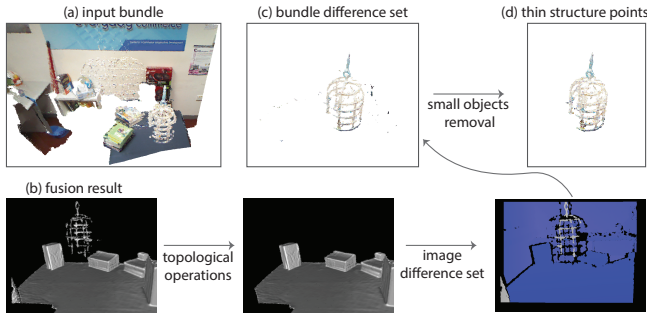 (a) input bundle
(c) bundle difference set
(d) thin structure points
small objects
removal
(b) fusion result
topological
operations
image
difference set